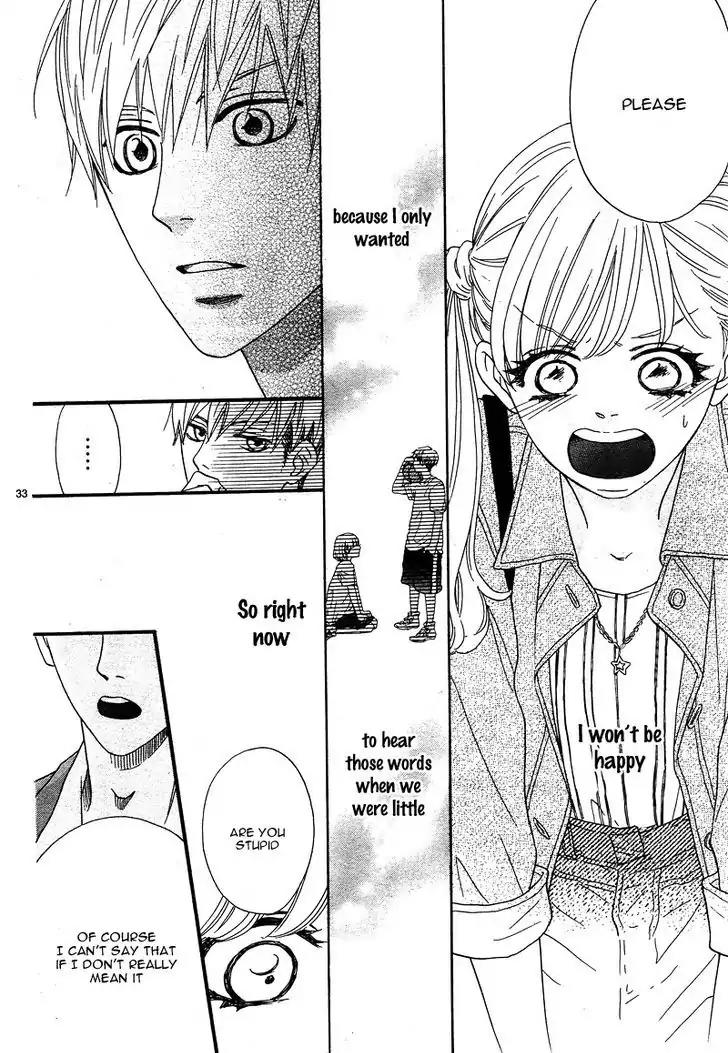 PLEASE
I won't be
happy
because I only
wanted
to hear
those words
when we
were little
......
33
So right
now
ARE YOU
STUPID
OF COURSE
I CAN'T SAY THAT
IF I DON'T REALLY
MEAN IT